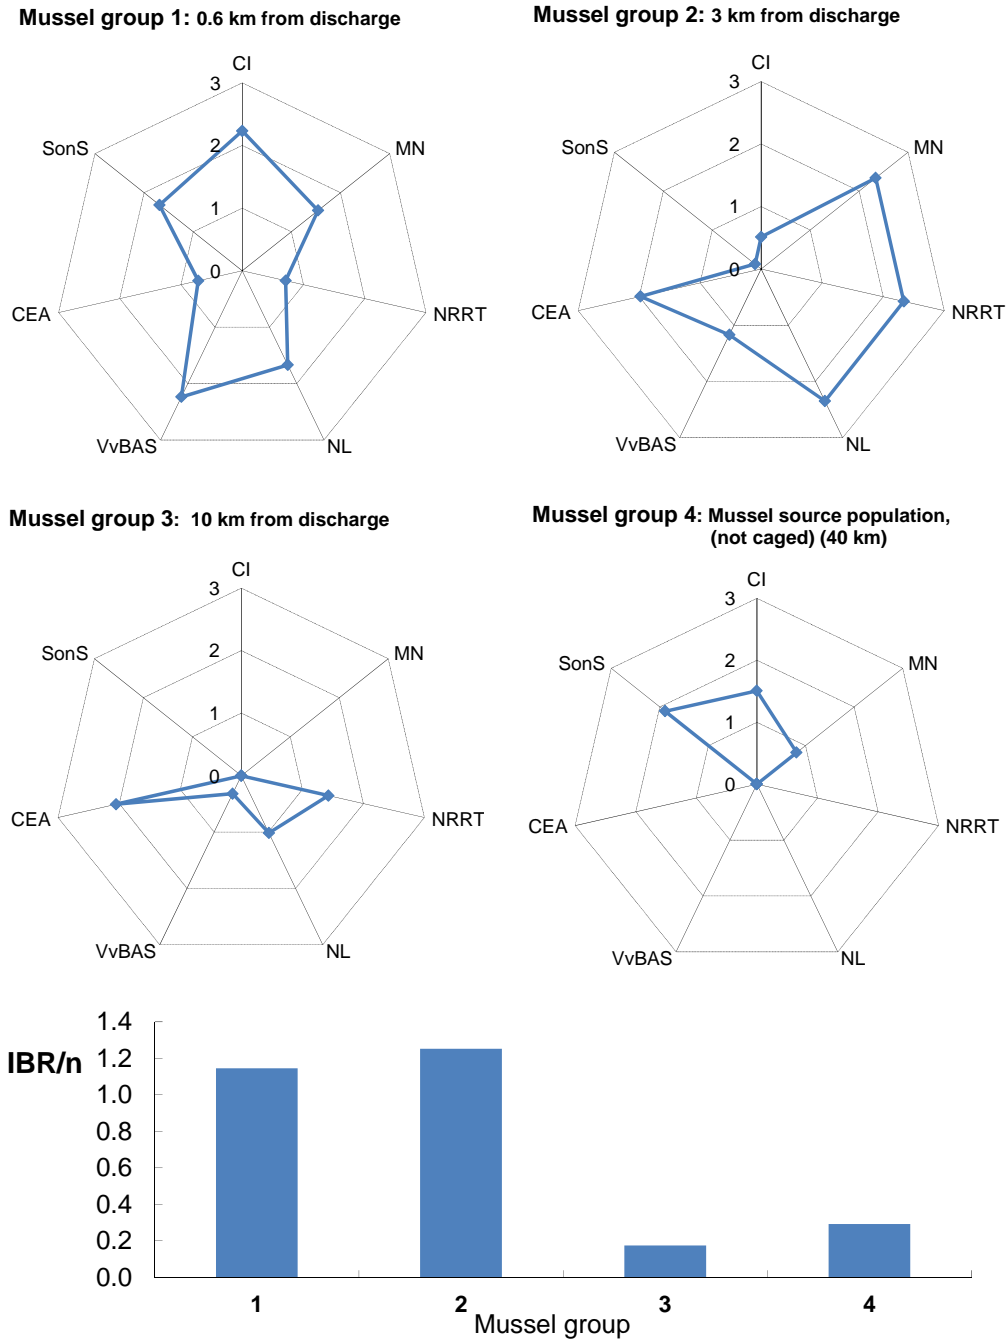 Mussel group 1: 0.6 km from discharge
CI
3
MN
2
SonS
1
0
NRRT
CEA
VvBAS
NL
Mussel group 2: 3 km from discharge
CI
3
MN
2
SonS
1
0
NRRT
CEA
VvBAS
NL
Mussel group 3: 10 km from discharge
CI
3
MN
2
SonS
1
0
NRRT
CEA
VvBAS
NL
Mussel group 4: Mussel source population,
(not caged) (40 km)
CI
3
MN
2
SonS
1
0
NRRT
CEA
VvBAS
NL
IBR/n
1.4
1.2
1.0
0.8
0.6
0.4
0.2
0.0
1 2 3 4
Mussel group